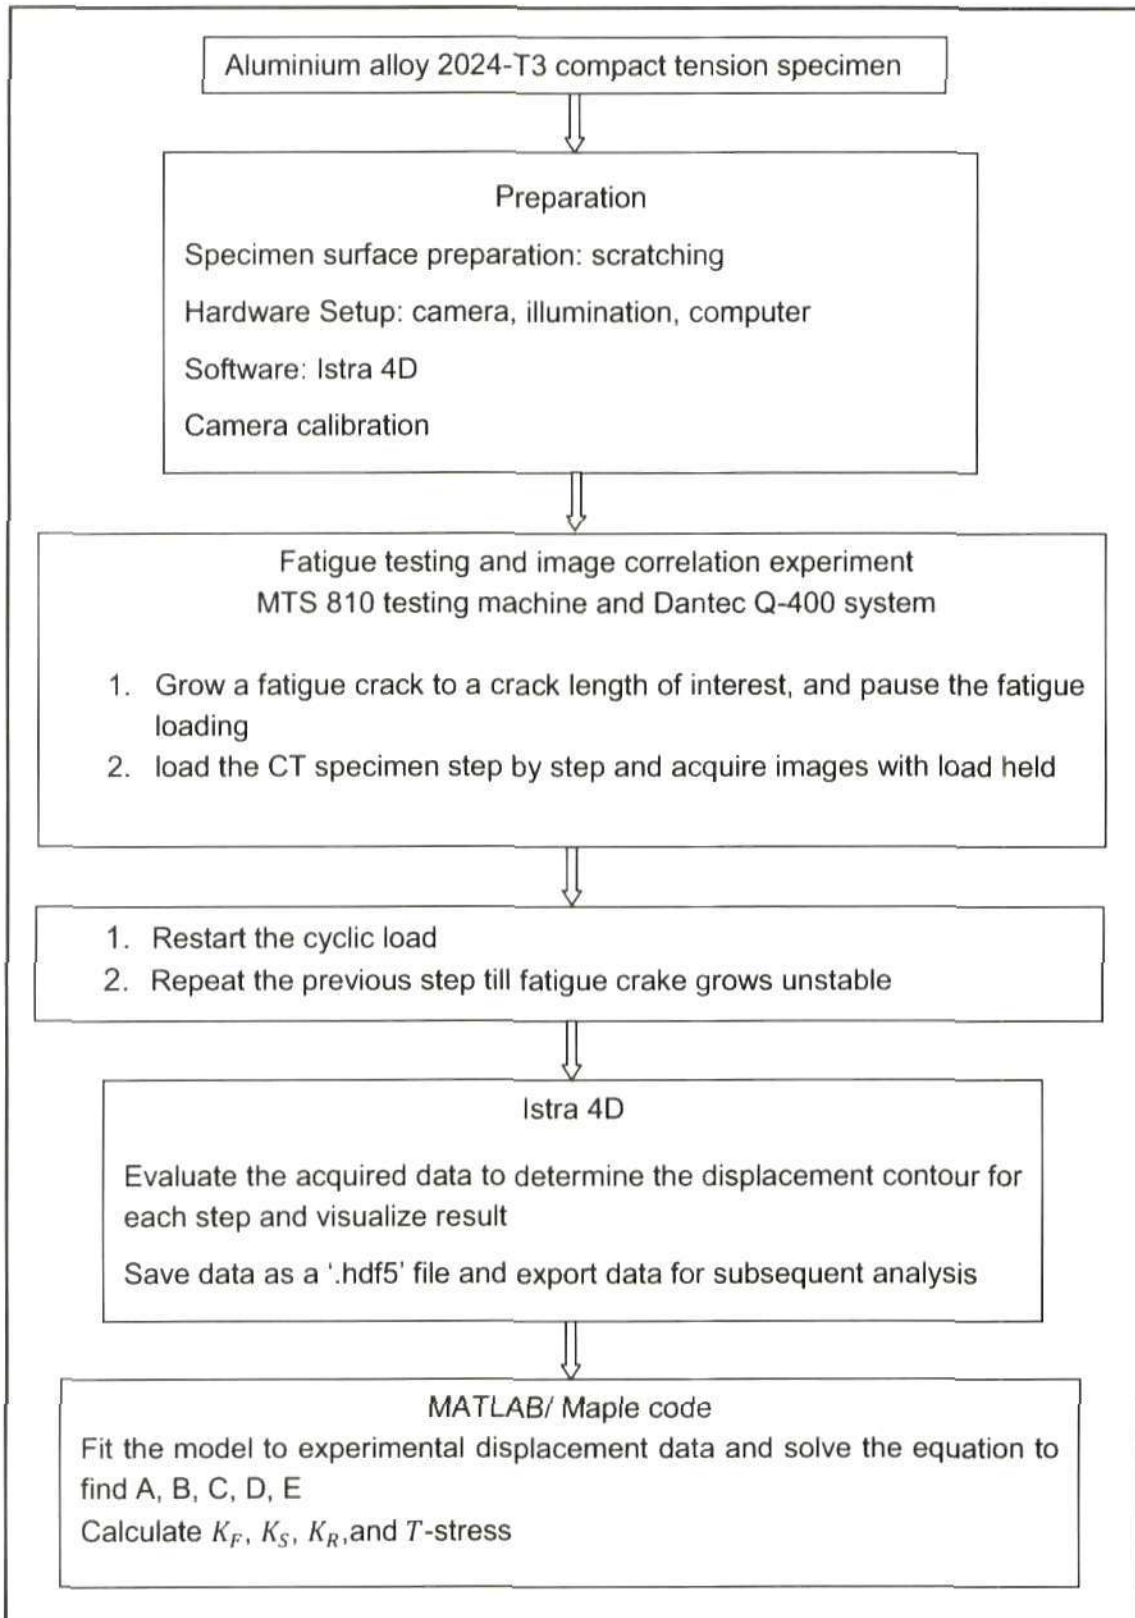 Aluminium alloy 2024-T3 compact tension specimen
Preparation
Specimen surface preparation: scratching
Hardware Setup: camera, illumination, computer
Software: Istra 4D
Camera calibration
Fatigue testing and image correlation experiment
MTS 810 testing machine and Dantec Q-400 system
1. Grow a fatigue crack to a crack length of interest, and pause the fatigue
loading
2. load the CT specimen step by step and acquire images with load held
1. Restart the cyclic load
2. Repeat the previous step till fatigue crake grows unstable
Istra 4D
Evaluate the acquired data to determine the displacement contour for
each step and visualize result
Save data as a ‘.hdf5’ file and export data for subsequent analysis
MATLAB/ Maple code
Fit the model to experimental displacement data and solve the equation to
find A, B, C, D, E
Calculate K_F, K_S, K_R,and T-stress